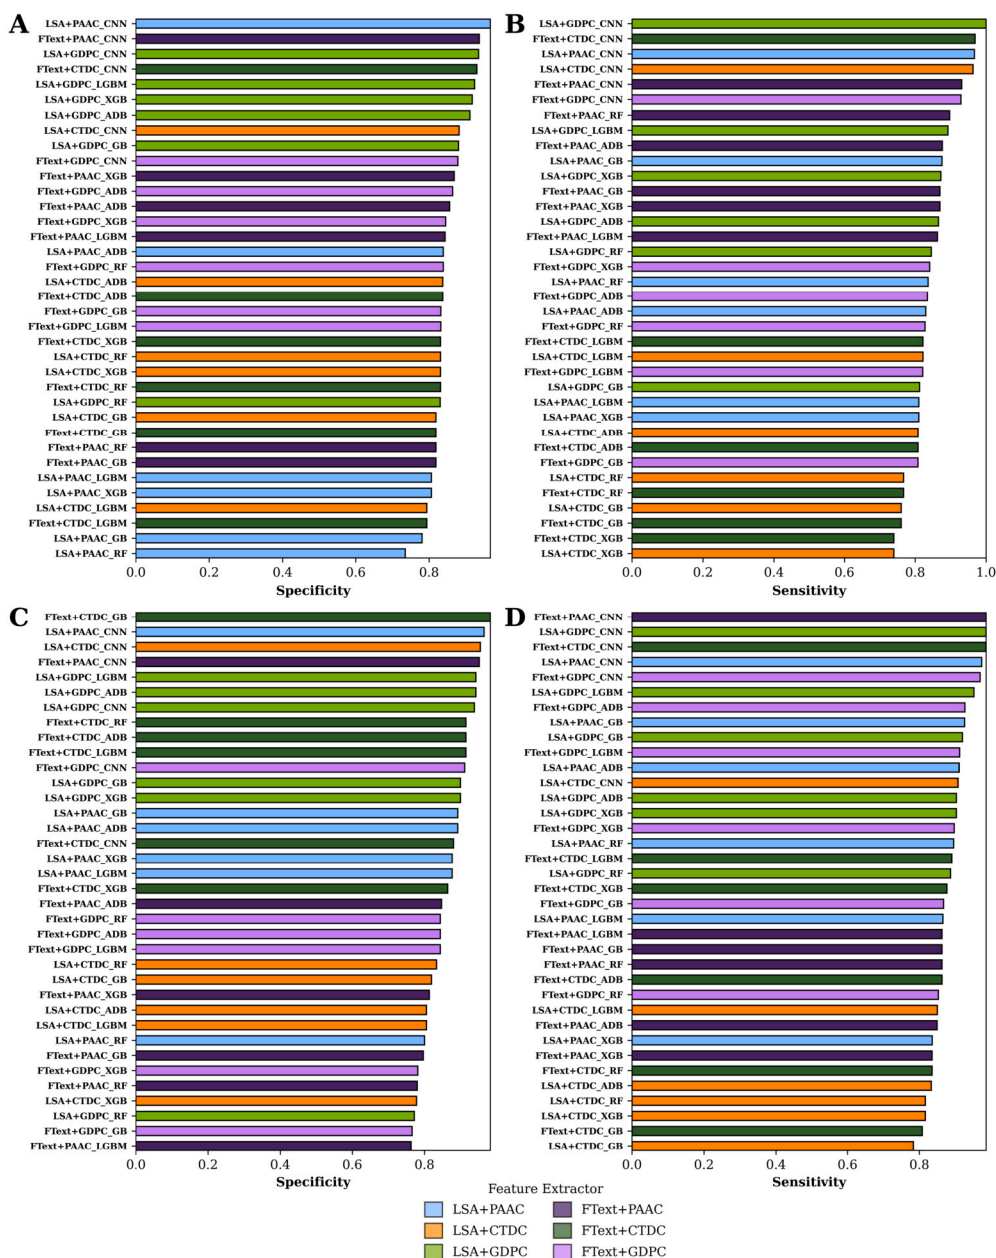 A
LSA+PAAC_CNN
FText+PAAC_CNN
LSA+GDPC_CNN
FText+CTDC_CNN
LSA+GDPC_LGBM
LSA+GDPC_XGB
LSA+GDPC_ADB
LSA+CTDC_CNN
LSA+GDPC_GB
FText+GDPC_CNN
FText+PAAC_XGB
FText+GDPC_ADB
FText+PAAC_ADB
FText+GDPC_XGB
FText+PAAC_LGBM
LSA+PAAC_ADB
FText+GDPC_RF
LSA+CTDC_ADB
FText+CTDC_ADB
FText+GDPC_GB
FText+GDPC_LGBM
FText+CTDC_XGB
LSA+CTDC_RF
LSA+CTDC_XGB
FText+CTDC_RF
LSA+GDPC_RF
LSA+CTDC_GB
FText+CTDC_GB
FText+PAAC_RF
FText+PAAC_GB
LSA+PAAC_LGBM
LSA+PAAC_XGB
LSA+CTDC_LGBM
FText+CTDC_LGBM
LSA+PAAC_GB
LSA+PAAC_RF
0.0 0.2 0.4 0.6 0.8
Specificity
B
LSA+GDPC_CNN
FText+CTDC_CNN
LSA+PAAC_CNN
LSA+CTDC_CNN
FText+PAAC_CNN
FText+GDPC_CNN
FText+PAAC_RF
LSA+GDPC_LGBM
FText+PAAC_ADB
LSA+PAAC_GB
LSA+GDPC_XGB
FText+PAAC_GB
FText+PAAC_XGB
LSA+GDPC_ADB
FText+PAAC_LGBM
LSA+GDPC_RF
FText+GDPC_XGB
LSA+PAAC_RF
FText+GDPC_ADB
LSA+PAAC_ADB
FText+GDPC_RF
FText+CTDC_LGBM
LSA+CTDC_LGBM
FText+GDPC_LGBM
LSA+GDPC_GB
LSA+PAAC_LGBM
LSA+PAAC_XGB
LSA+CTDC_ADB
FText+CTDC_ADB
FText+GDPC_GB
LSA+CTDC_RF
FText+CTDC_RF
LSA+CTDC_GB
FText+CTDC_GB
FText+CTDC_XGB
LSA+CTDC_XGB
0.0 0.2 0.4 0.6 0.8 1.0
Sensitivity
C
FText+CTDC_GB
LSA+PAAC_CNN
LSA+CTDC_CNN
FText+PAAC_CNN
LSA+GDPC_LGBM
LSA+GDPC_ADB
LSA+GDPC_CNN
FText+CTDC_RF
FText+CTDC_ADB
FText+CTDC_LGBM
FText+GDPC_CNN
LSA+GDPC_GB
LSA+GDPC_XGB
LSA+PAAC_GB
LSA+PAAC_ADB
FText+CTDC_CNN
LSA+PAAC_XGB
LSA+PAAC_LGBM
FText+CTDC_XGB
FText+PAAC_ADB
FText+GDPC_RF
FText+GDPC_ADB
FText+GDPC_LGBM
LSA+CTDC_RF
LSA+CTDC_GB
FText+PAAC_XGB
LSA+CTDC_ADB
LSA+CTDC_LGBM
LSA+PAAC_RF
FText+PAAC_GB
FText+GDPC_XGB
FText+PAAC_RF
LSA+CTDC_XGB
LSA+GDPC_RF
FText+GDPC_GB
FText+PAAC_LGBM
0.0 0.2 0.4 0.6 0.8
Specificity
D
FText+PAAC_CNN
LSA+GDPC_CNN
FText+CTDC_CNN
LSA+PAAC_CNN
FText+GDPC_CNN
LSA+GDPC_LGBM
FText+GDPC_ADB
LSA+PAAC_GB
LSA+GDPC_GB
FText+GDPC_LGBM
LSA+PAAC_ADB
LSA+CTDC_CNN
LSA+GDPC_ADB
LSA+GDPC_XGB
FText+GDPC_XGB
LSA+PAAC_RF
FText+CTDC_LGBM
LSA+GDPC_RF
FText+CTDC_XGB
FText+GDPC_GB
LSA+PAAC_LGBM
FText+PAAC_LGBM
FText+PAAC_GB
FText+PAAC_RF
FText+CTDC_ADB
FText+GDPC_RF
LSA+CTDC_LGBM
FText+PAAC_ADB
LSA+PAAC_XGB
FText+PAAC_XGB
FText+CTDC_RF
LSA+CTDC_ADB
LSA+CTDC_RF
LSA+CTDC_XGB
FText+CTDC_GB
LSA+CTDC_GB
0.0 0.2 0.4 0.6 0.8
Sensitivity
Feature Extractor
LSA+PAAC FText+PAAC
LSA+CTDC FText+CTDC
LSA+GDPC FText+GDPC